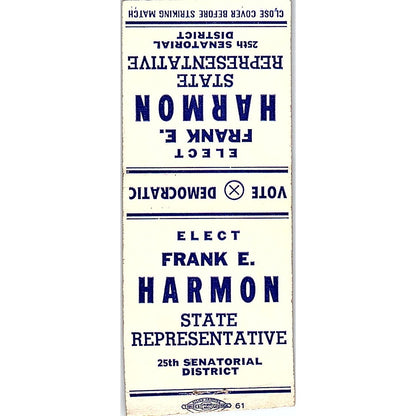 CLOSE COVER BEFORE STRIKING MATCH
ELECT
FRANK E.
HARMON
STATE
REPRESENTATIVE
25th SENATORIAL
DISTRICT
VOTE DEMOCRATIC
ELECT
FRANK E.
HARMON
STATE
REPRESENTATIVE
25th SENATORIAL
DISTRICT
61